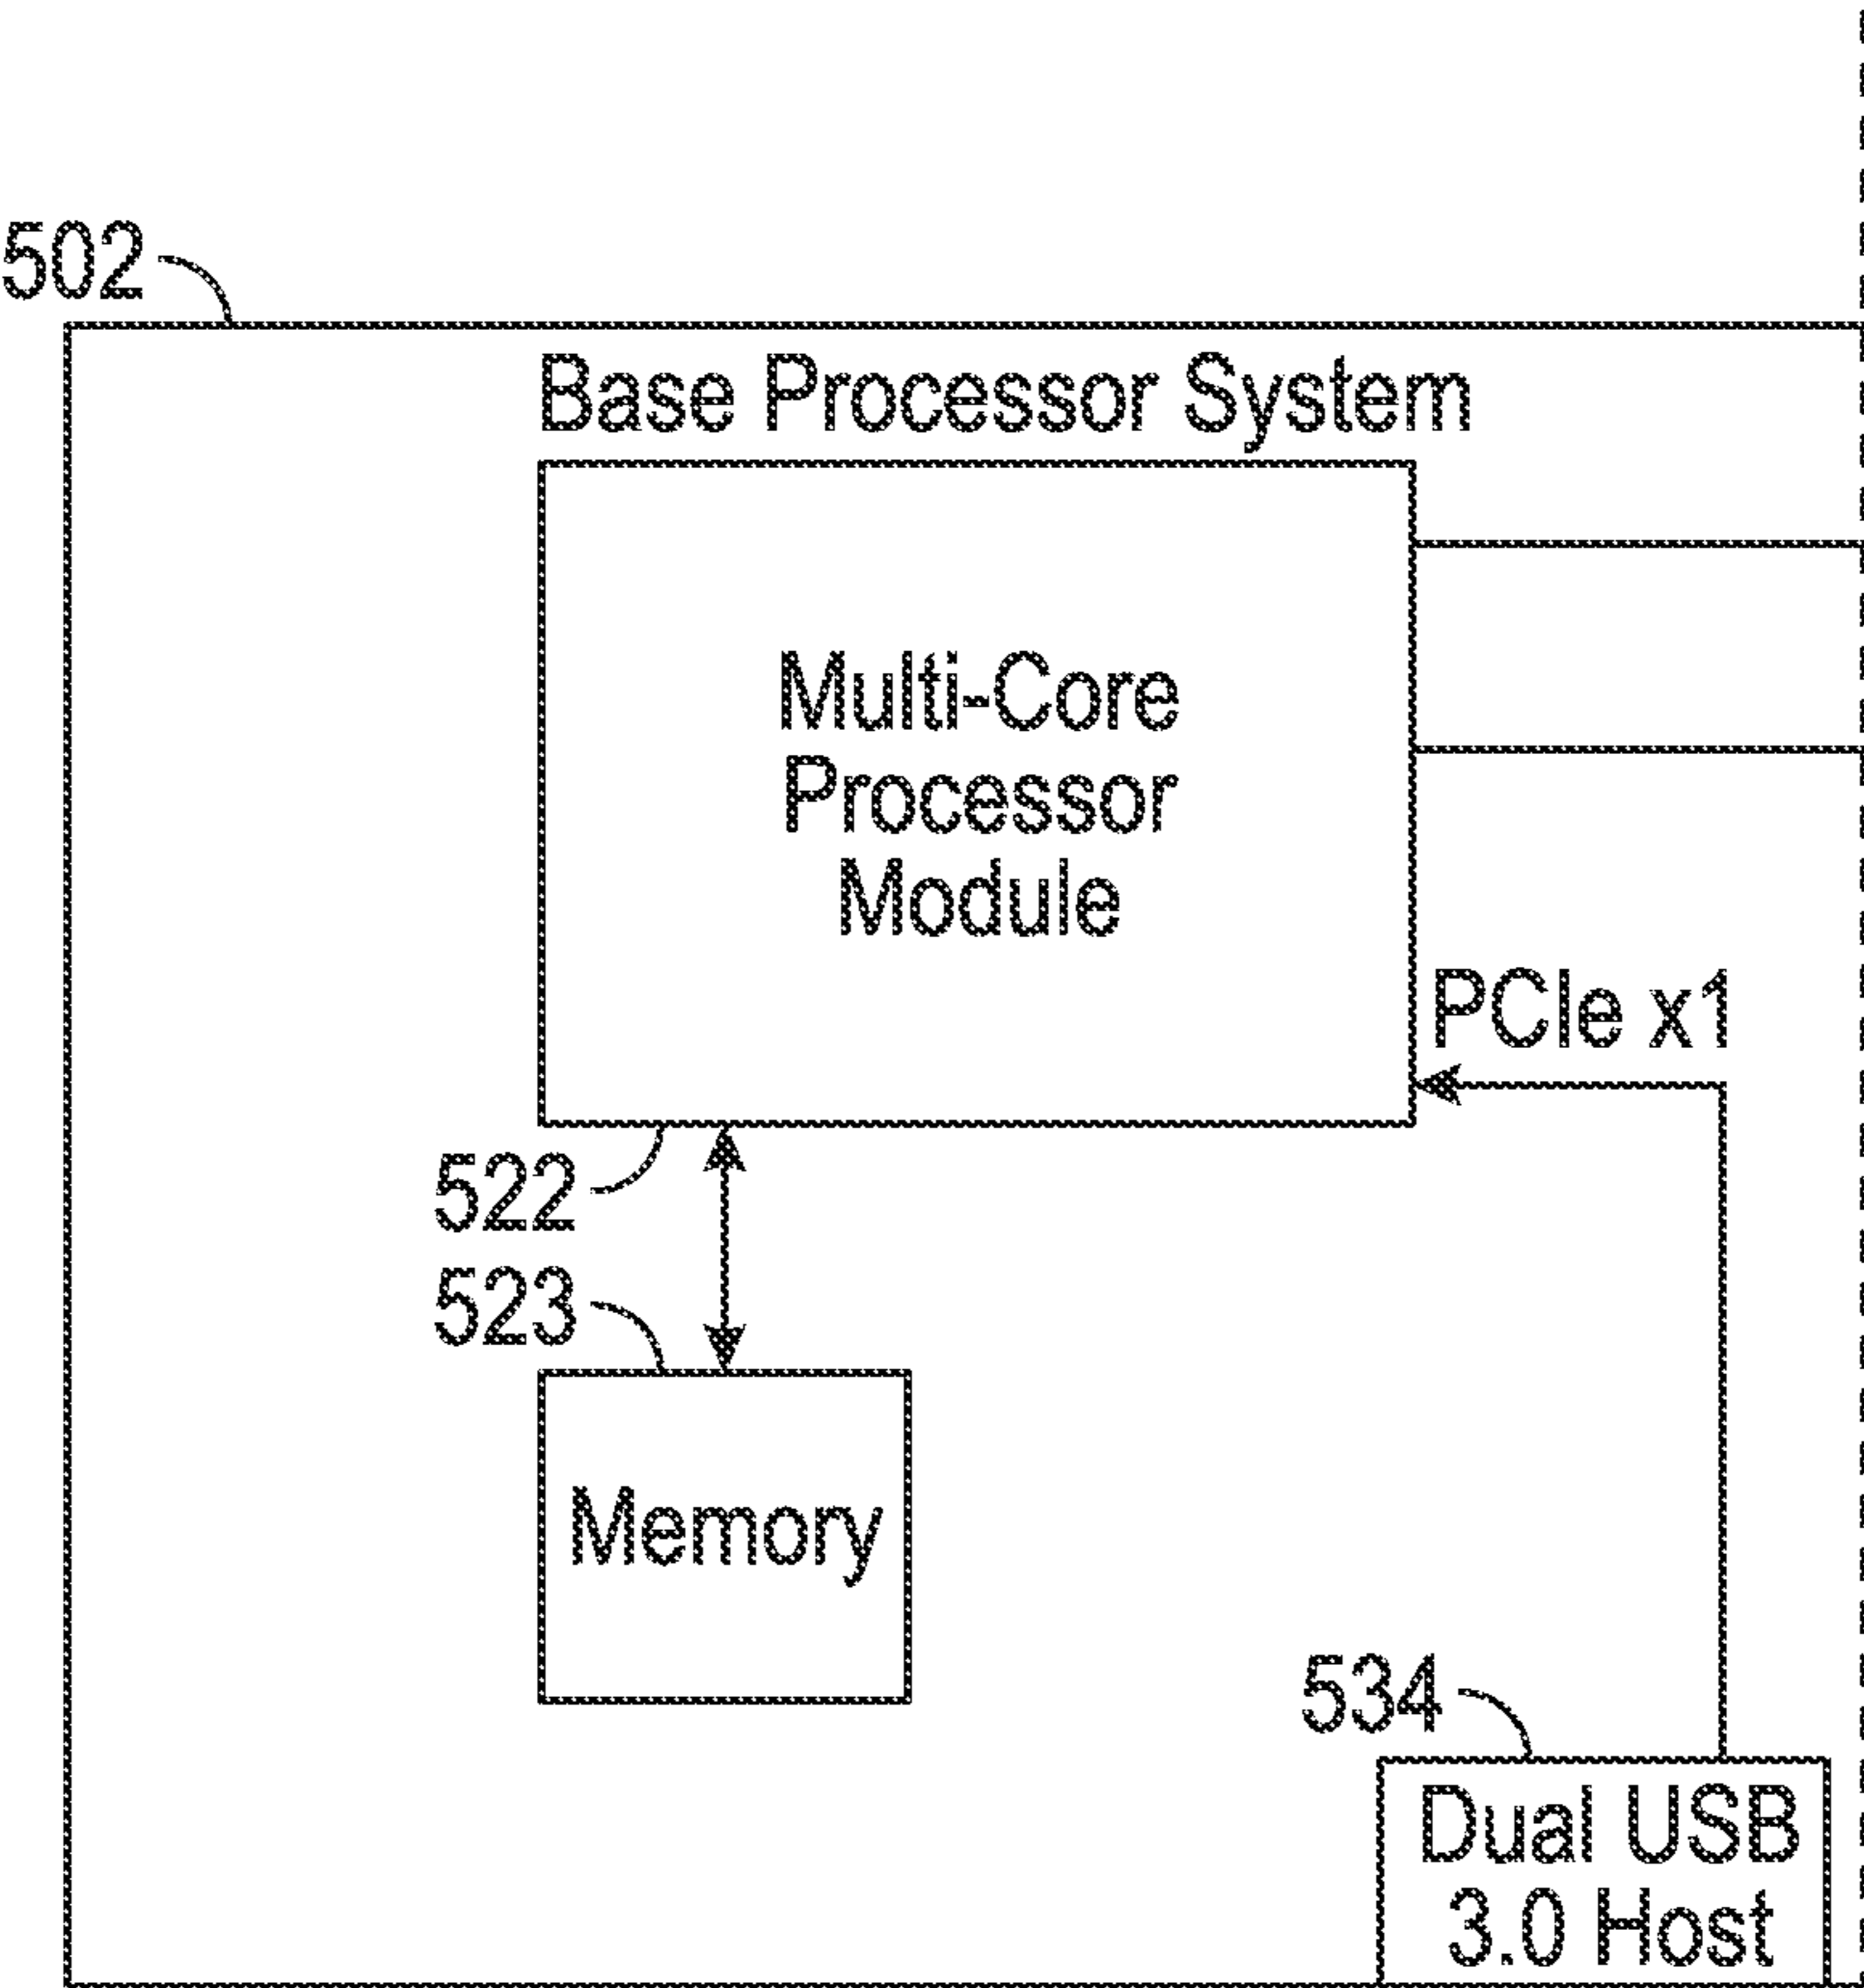 502
Base Processor System
Multi-Core
Processor
Module
PCIe x1
522
523
Memory
534
Dual USB
3.0 Host